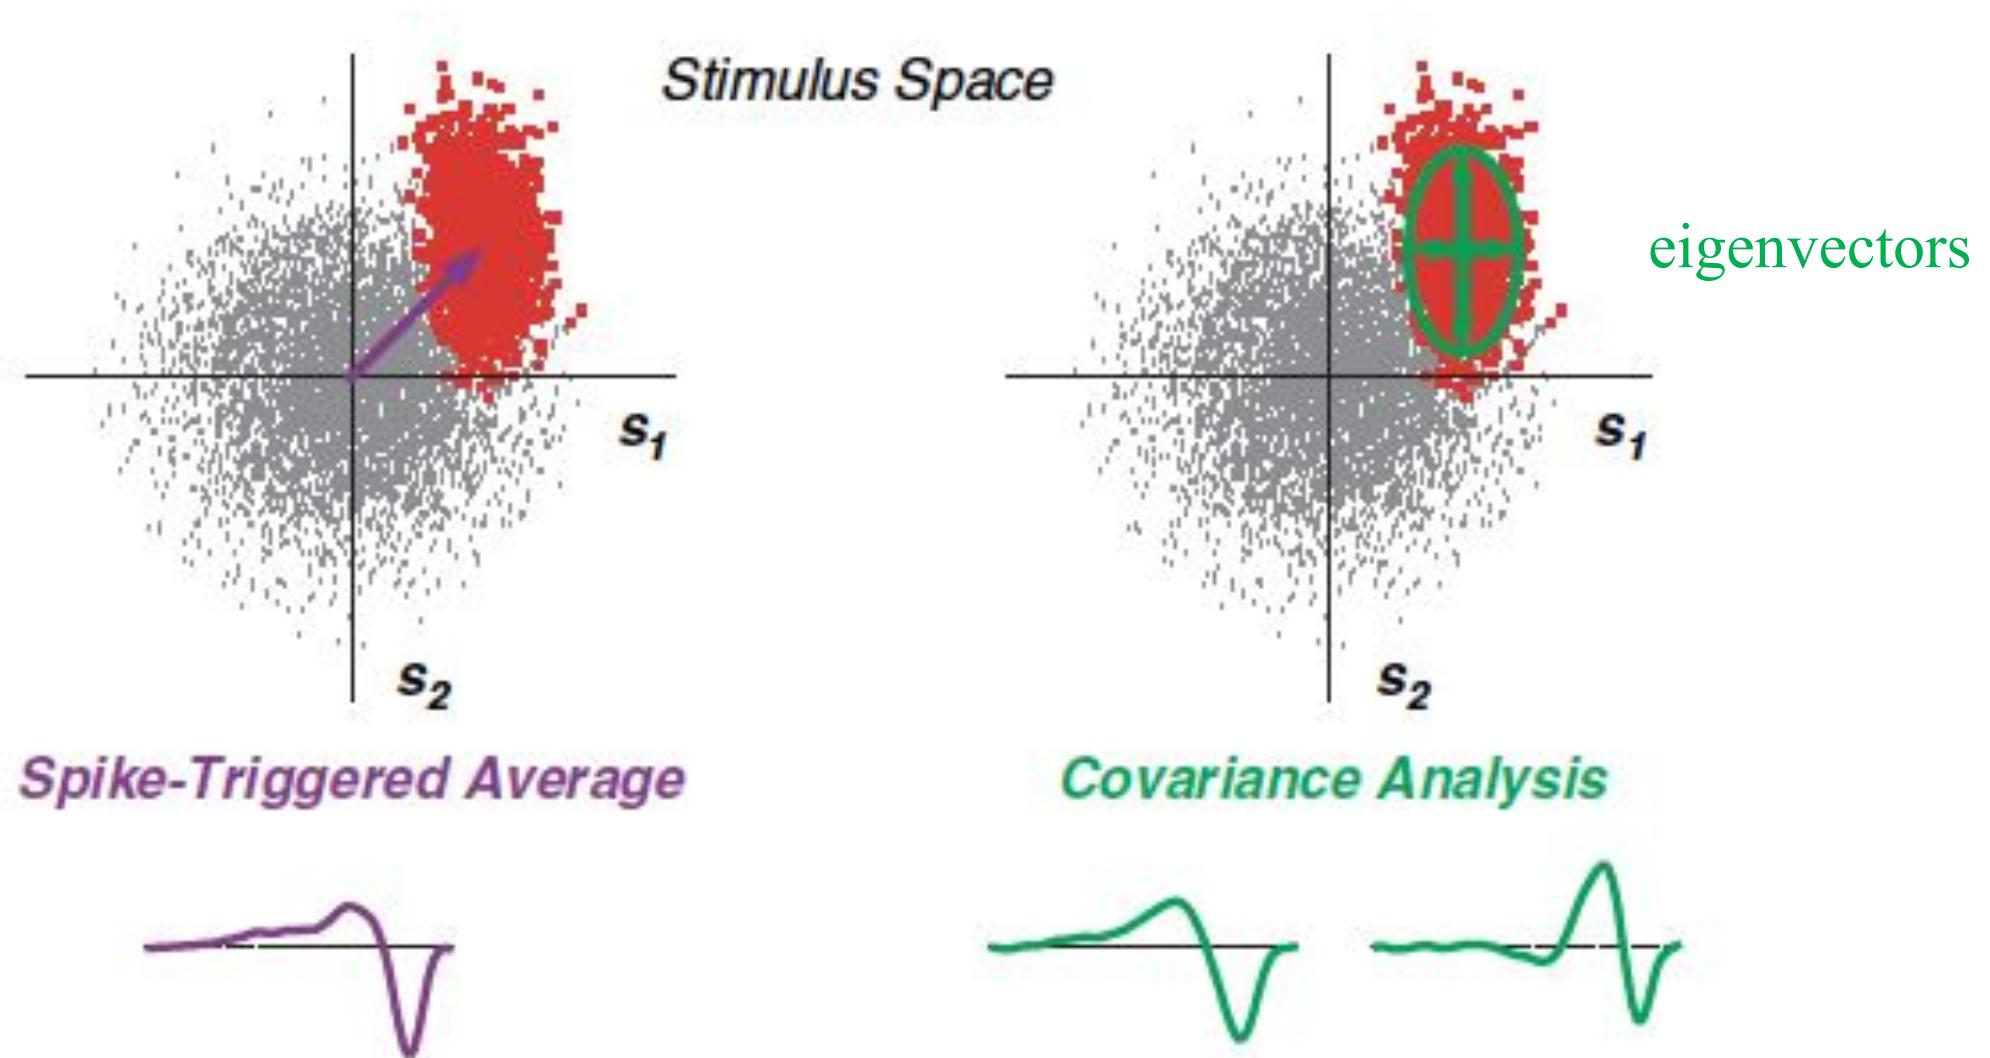 Stimulus Space
eigenvectors
s1
s1
s2
s2
Spike-Triggered Average
Covariance Analysis